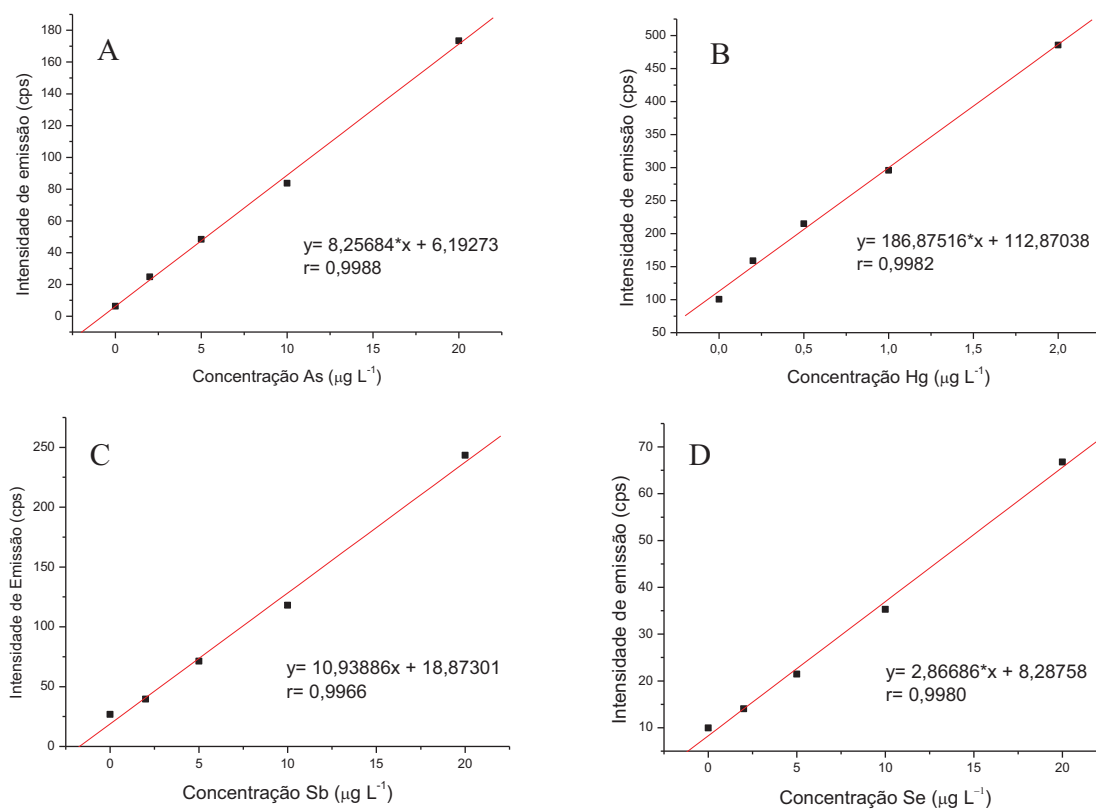 A
Intensidade de emissão (cps)
180
160
140
120
100
80
60
40
20
0
y= 8,25684*x + 6,19273
r= 0,9988
0 5 10 15 20
Concentração As (μg L⁻¹)
B
Intensidade de emissão (cps)
500
450
400
350
300
250
200
150
100
50
y= 186,87516*x + 112,87038
r= 0,9982
0,0 0,5 1,0 1,5 2,0
Concentração Hg (μg L⁻¹)
C
Intensidade de Emissão (cps)
250
200
150
100
50
0
y= 10,93886x + 18,87301
r= 0,9966
0 5 10 15 20
Concentração Sb (μg L⁻¹)
D
Intensidade de emissão (cps)
70
60
50
40
30
20
10
y= 2,86686*x + 8,28758
r= 0,9980
0 5 10 15 20
Concentração Se (μg L⁻¹)